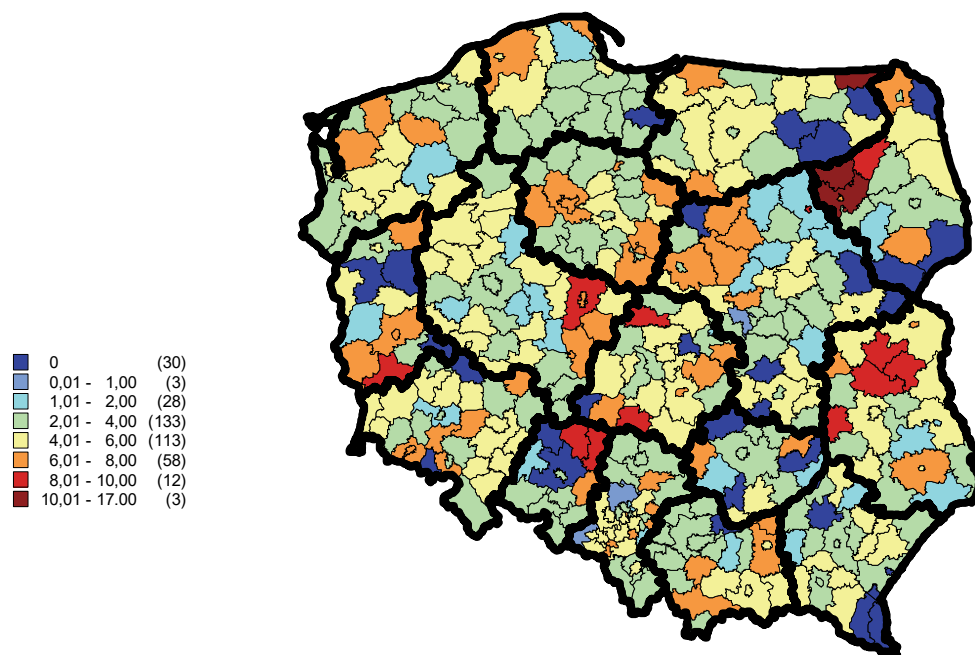 0 (30)
0,01 - 1,00 (3)
1,01 - 2,00 (28)
2,01 - 4,00 (133)
4,01 - 6,00 (113)
6,01 - 8,00 (58)
8,01 - 10,00 (12)
10,01 - 17.00 (3)